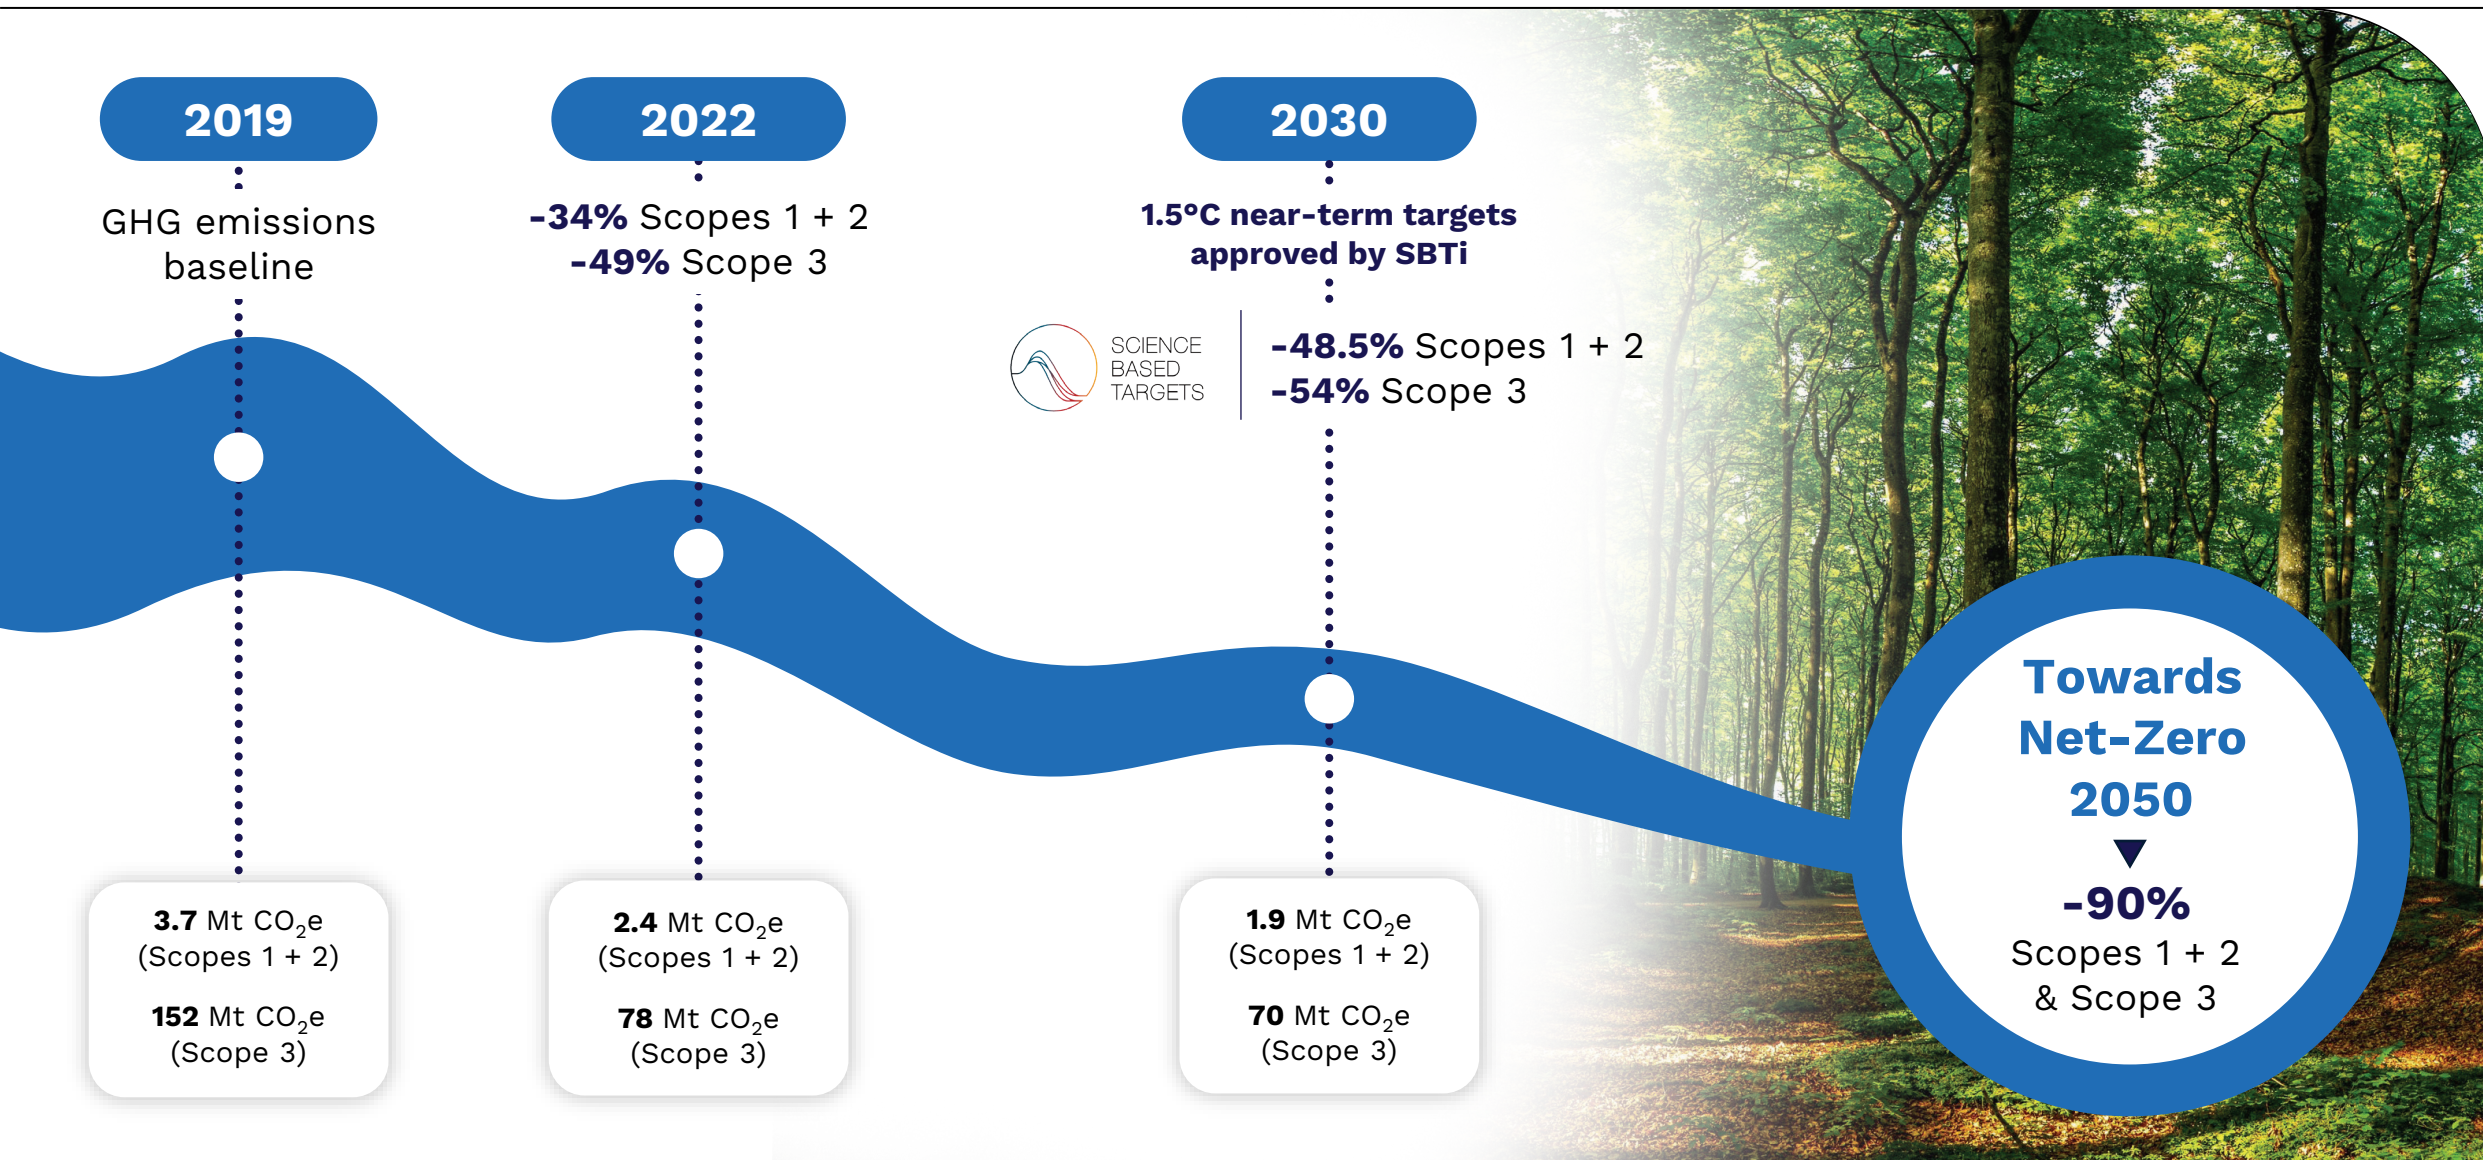 2019
GHG emissions
baseline
3.7 Mt CO₂e
(Scopes 1 + 2)
152 Mt CO₂e
(Scope 3)
2022
-34% Scopes 1 + 2
-49% Scope 3
2.4 Mt CO₂e
(Scopes 1 + 2)
78 Mt CO₂e
(Scope 3)
2030
1.5°C near-term targets
approved by SBTi
SCIENCE
BASED
TARGETS
-48.5% Scopes 1 + 2
-54% Scope 3
1.9 Mt CO₂e
(Scopes 1 + 2)
70 Mt CO₂e
(Scope 3)
Towards
Net-Zero
2050
-90%
Scopes 1 + 2
& Scope 3